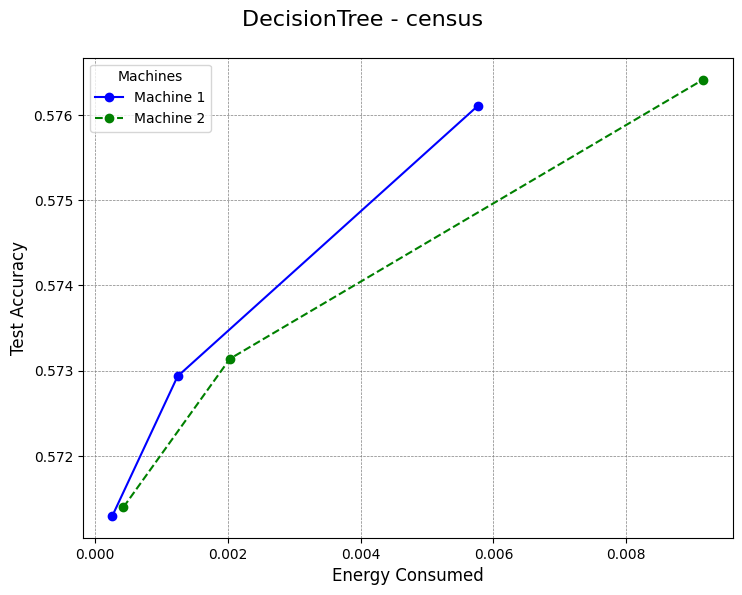 DecisionTree - census
Machines
Machine 1
Machine 2
0.576
0.575
0.574
0.573
0.572
Test Accuracy
0.000 0.002 0.004 0.006 0.008
Energy Consumed